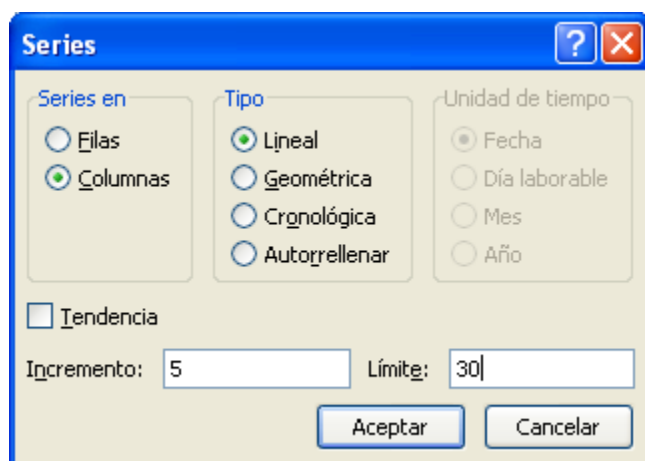 Series
Series en
Filas
Columnas
Tipo
Lineal
Geométrica
Cronológica
Autorrellenar
Unidad de tiempo
Fecha
Día laborable
Mes
Año
Tendencia
Incremento: 5 Límite: 30
Aceptar Cancelar